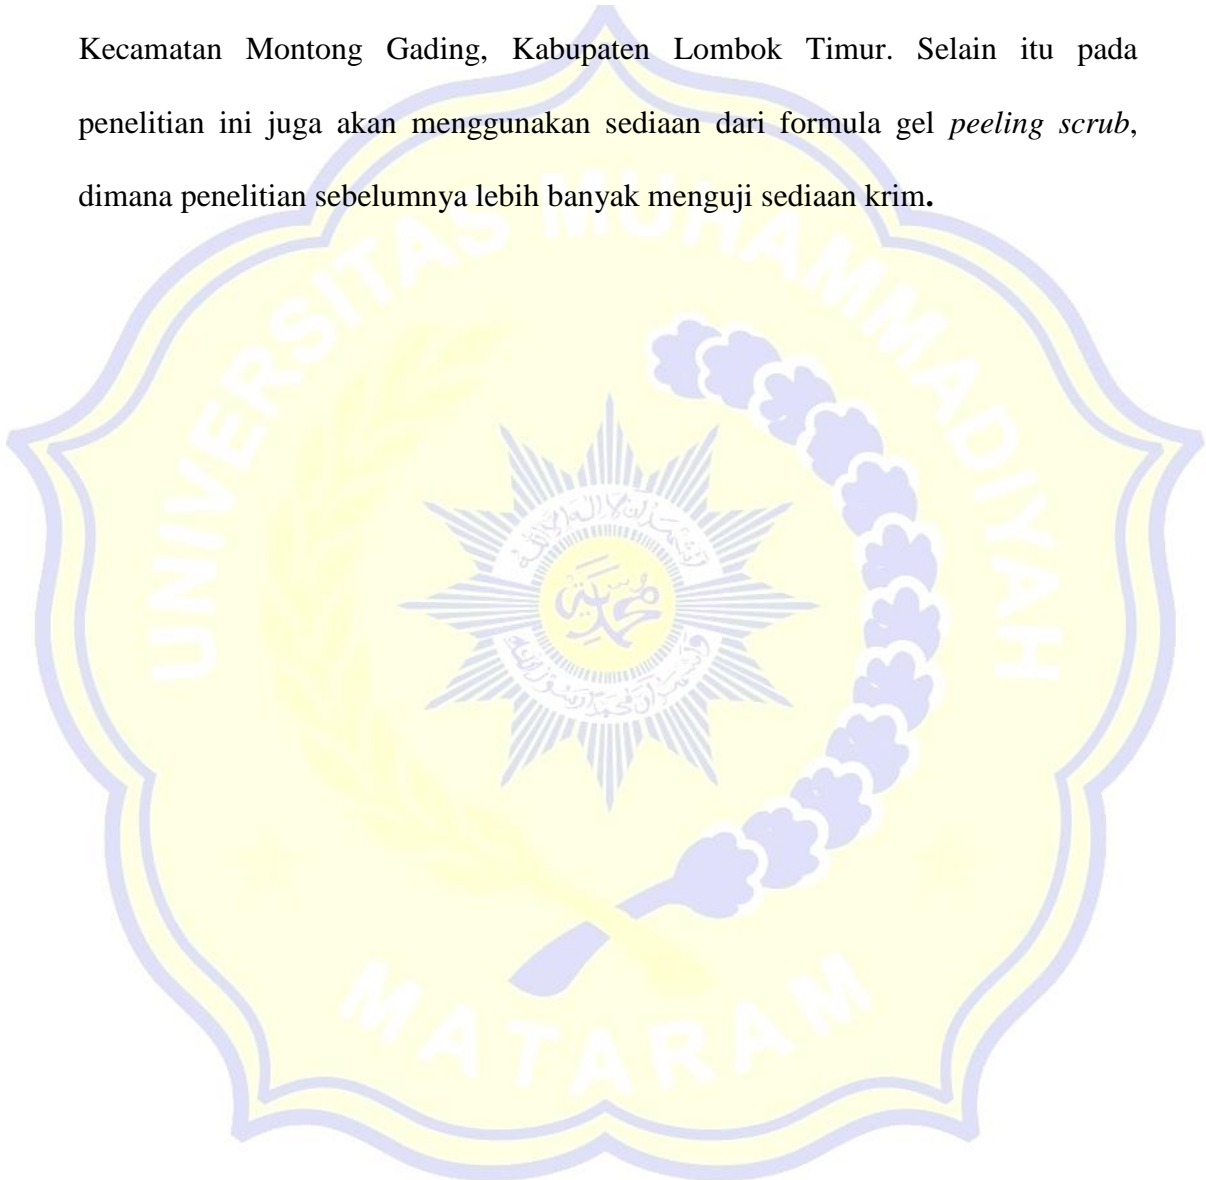 Kecamatan Montong Gading, Kabupaten Lombok Timur. Selain itu pada
penelitian ini juga akan menggunakan sediaan dari formula gel peeling scrub,
dimana penelitian sebelumnya lebih banyak menguji sediaan krim.
UNIVERSITAS MUHAMMADIYAH
محمدية
MATARAM